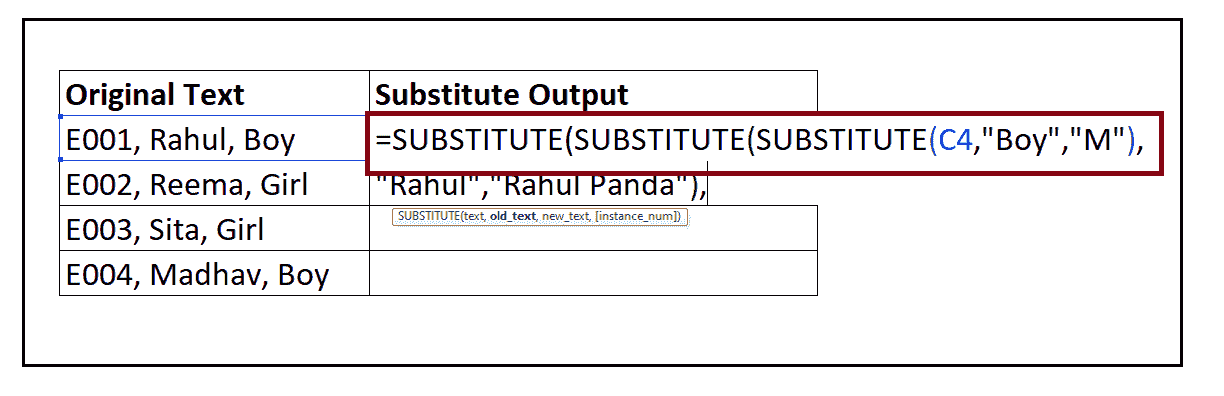 Original Text Substitute Output
E001, Rahul, Boy =SUBSTITUTE(SUBSTITUTE(SUBSTITUTE(C4,"Boy","M"),
E002, Reema, Girl "Rahul","Rahul Panda"),
SUBSTITUTE(text, old_text, new_text, [instance_num])
E003, Sita, Girl
E004, Madhav, Boy